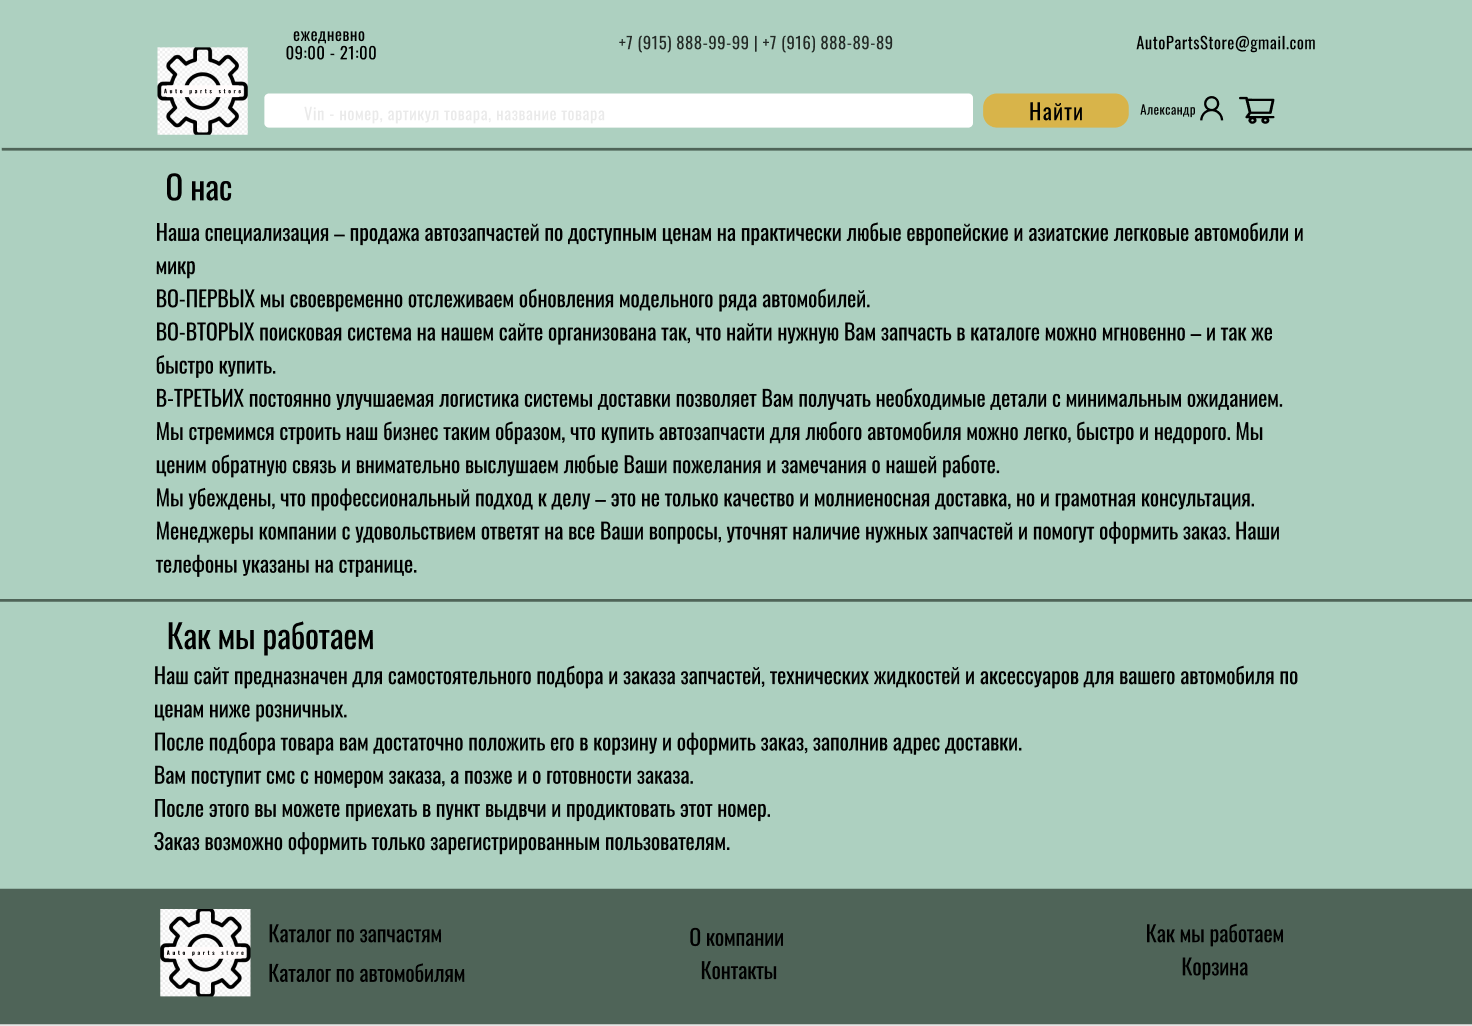 ежедневно
09:00 - 21:00
+7 (915) 888-99-99 | +7 (916) 888-89-89
AutoPartsStore@gmail.com
Auto parts store
Vin - номер, артикул товара, название товара
Найти
Александр
О нас
Наша специализация – продажа автозапчастей по доступным ценам на практически любые европейские и азиатские легковые автомобили и
микр
ВО-ПЕРВЫХ мы своевременно отслеживаем обновления модельного ряда автомобилей.
ВО-ВТОРЫХ поисковая система на нашем сайте организована так, что найти нужную Вам запчасть в каталоге можно мгновенно – и так же
быстро купить.
В-ТРЕТЬИХ постоянно улучшаемая логистика системы доставки позволяет Вам получать необходимые детали с минимальным ожиданием.
Мы стремимся строить наш бизнес таким образом, что купить автозапчасти для любого автомобиля можно легко, быстро и недорого. Мы
ценим обратную связь и внимательно выслушаем любые Ваши пожелания и замечания о нашей работе.
Мы убеждены, что профессиональный подход к делу – это не только качество и молниеносная доставка, но и грамотная консультация.
Менеджеры компании с удовольствием ответят на все Ваши вопросы, уточнят наличие нужных запчастей и помогут оформить заказ. Наши
телефоны указаны на странице.
Как мы работаем
Наш сайт предназначен для самостоятельного подбора и заказа запчастей, технических жидкостей и аксессуаров для вашего автомобиля по
ценам ниже розничных.
После подбора товара вам достаточно положить его в корзину и оформить заказ, заполнив адрес доставки.
Вам поступит смс с номером заказа, а позже и о готовности заказа.
После этого вы можете приехать в пункт выдвчи и продиктовать этот номер.
Заказ возможно оформить только зарегистрированным пользователям.
Auto parts store
Каталог по запчастям
Каталог по автомобилям
О компании
Контакты
Как мы работаем
Корзина